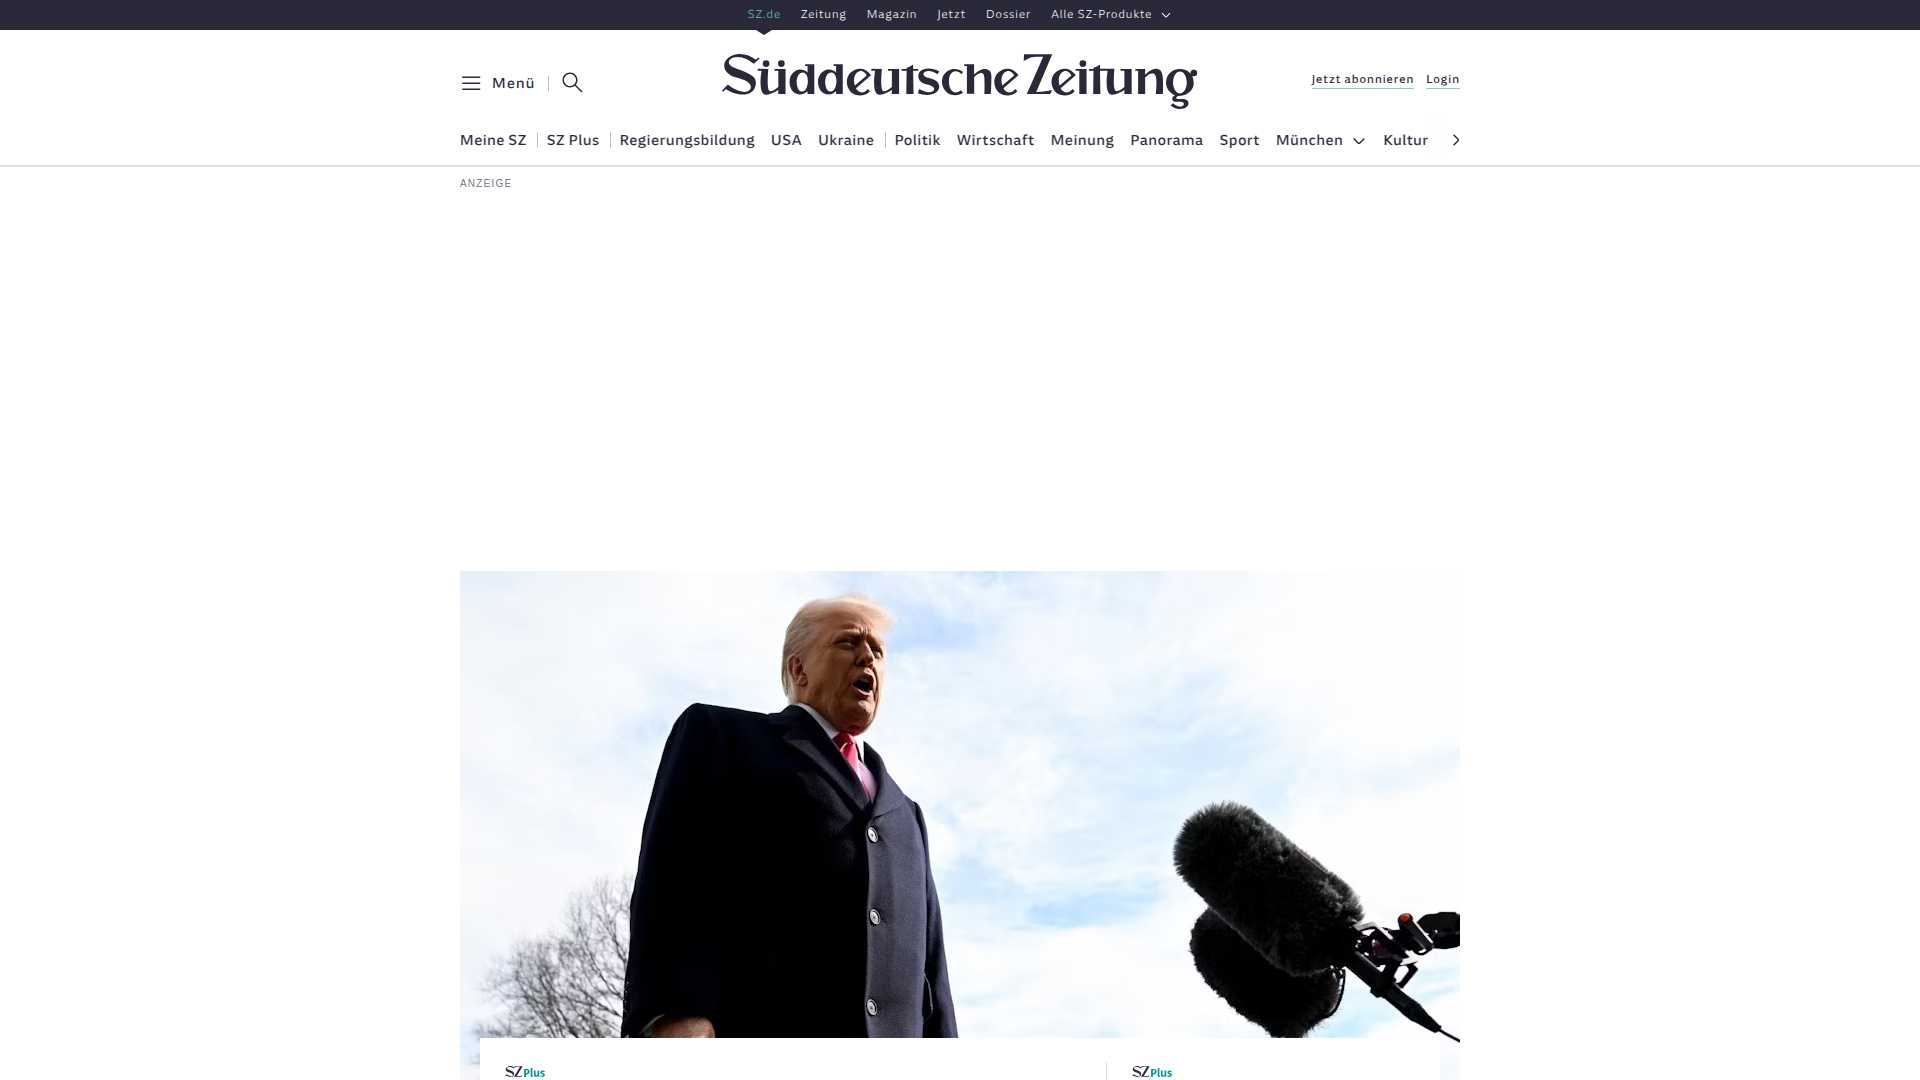 SZ.de Zeitung Magazin Jetzt Dossier Alle SZ-Produkte
Menü
Süddeutsche Zeitung
Jetzt abonnieren Login
Meine SZ SZ Plus Regierungsbildung USA Ukraine Politik Wirtschaft Meinung Panorama Sport München Kultur
ANZEIGE
SZ Plus
SZ Plus